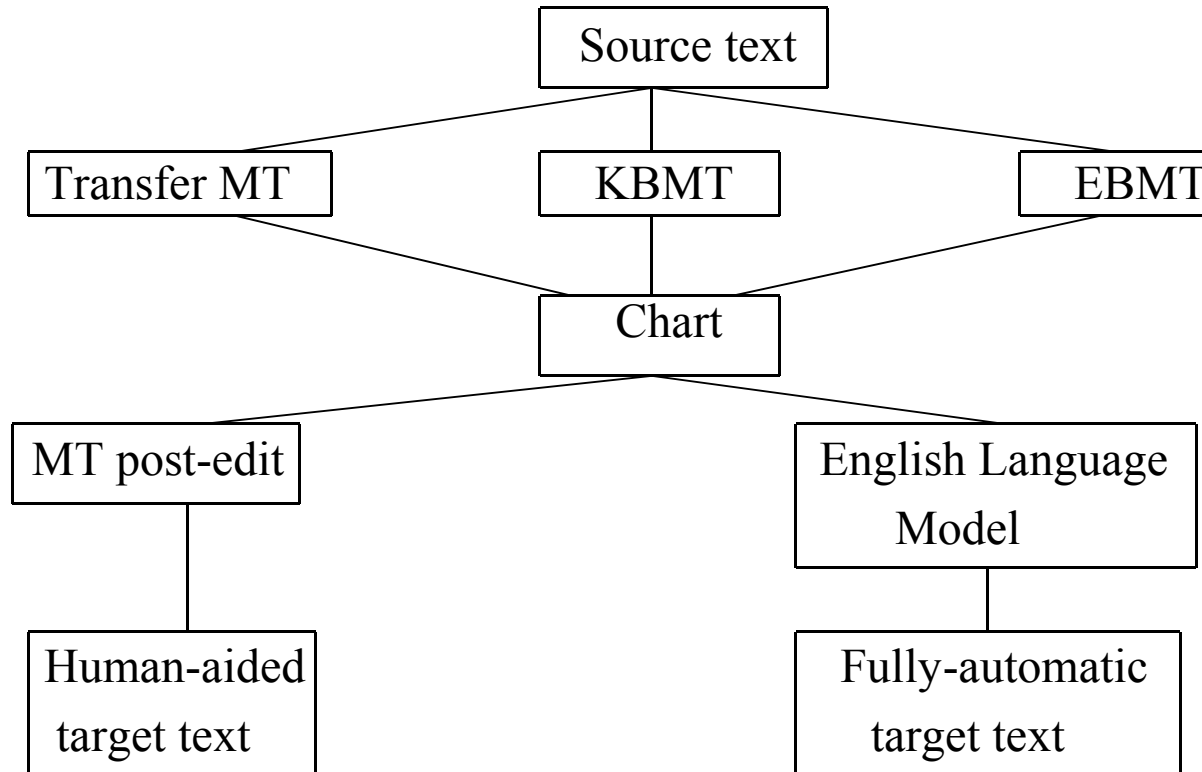 Source text
Transfer MT
KBMT
EBMT
Chart
MT post-edit
English Language
Model
Human-aided
target text
Fully-automatic
target text